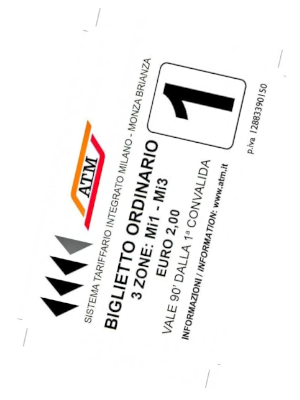 ATM
SISTEMA TARIFFARIO INTEGRATO MILANO - MONZA BRIANZA
BIGLIETTO ORDINARIO
3 ZONE: Mi1 - Mi3
EURO 2,00
VALE 90' DALLA 1ª CONVALIDA
INFORMAZIONI / INFORMATION: www.atm.it
1
p.iva 12883390150